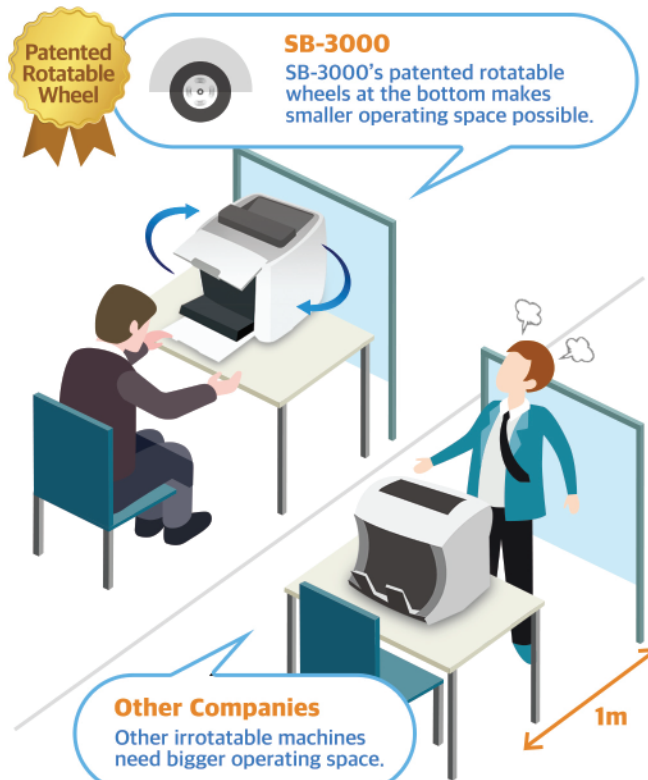 Patented
Rotatable
Wheel
SB-3000
SB-3000's patented rotatable
wheels at the bottom makes
smaller operating space possible.
Other Companies
Other irrotatable machines
need bigger operating space.
1m